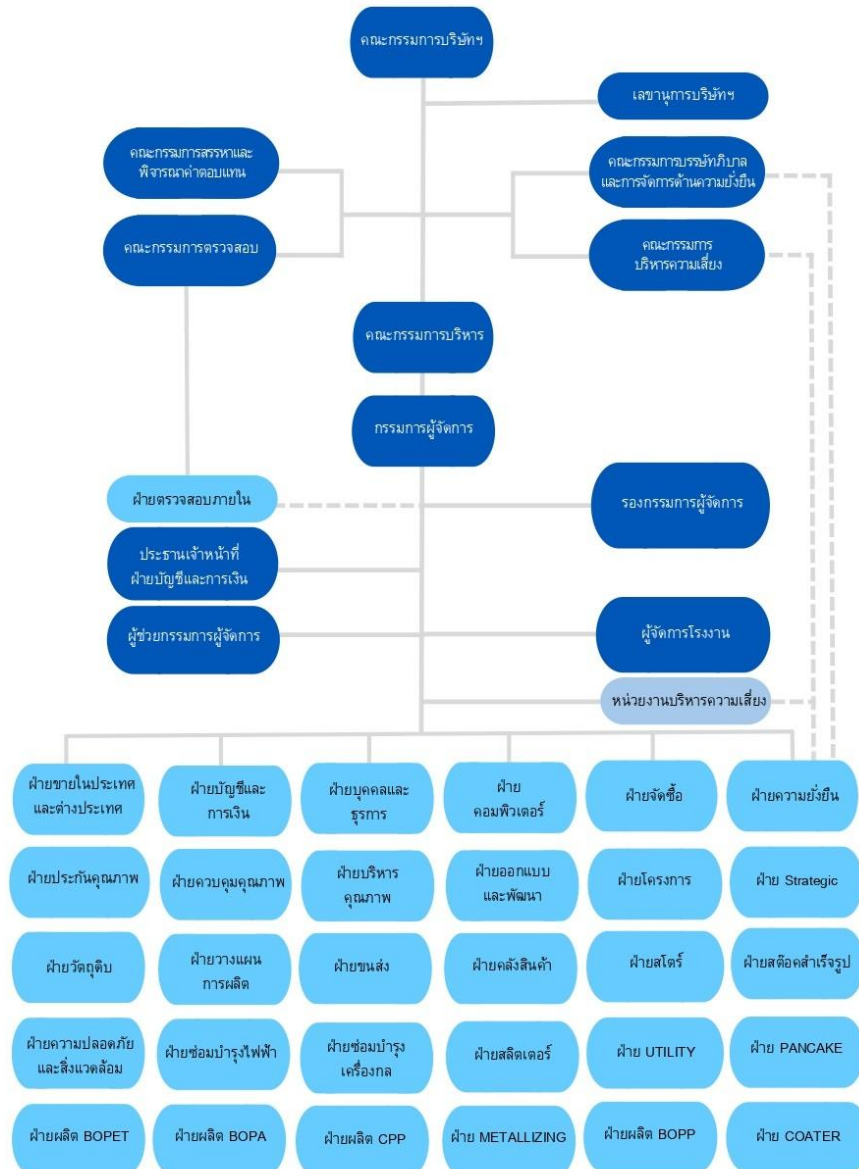 คณะกรรมการบริษัทฯ
เลขานุการบริษัทฯ
คณะกรรมการสรรหาและ
พิจารณาค่าตอบแทน
คณะกรรมการบรรษัทภิบาล
และการจัดการด้านความยั่งยืน
คณะกรรมการตรวจสอบ
คณะกรรมการ
บริหารความเสี่ยง
คณะกรรมการบริหาร
กรรมการผู้จัดการ
ฝ่ายตรวจสอบภายใน
รองกรรมการผู้จัดการ
ประธานเจ้าหน้าที่
ฝ่ายบัญชีและการเงิน
ผู้ช่วยกรรมการผู้จัดการ
ผู้จัดการโรงงาน
หน่วยงานบริหารความเสี่ยง
ฝ่ายขายในประเทศ
และต่างประเทศ
ฝ่ายบัญชีและ
การเงิน
ฝ่ายบุคคลและ
ธุรการ
ฝ่าย
คอมพิวเตอร์
ฝ่ายจัดซื้อ
ฝ่ายความยั่งยืน
ฝ่ายประกันคุณภาพ
ฝ่ายควบคุมคุณภาพ
ฝ่ายบริหาร
คุณภาพ
ฝ่ายออกแบบ
และพัฒนา
ฝ่ายโครงการ
ฝ่าย Strategic
ฝ่ายวัตถุดิบ
ฝ่ายวางแผน
การผลิต
ฝ่ายขนส่ง
ฝ่ายคลังสินค้า
ฝ่ายสโตร์
ฝ่ายสต๊อคสำเร็จรูป
ฝ่ายความปลอดภัย
และสิ่งแวดล้อม
ฝ่ายซ่อมบำรุงไฟฟ้า
ฝ่ายซ่อมบำรุง
เครื่องกล
ฝ่ายสลิตเตอร์
ฝ่าย UTILITY
ฝ่าย PANCAKE
ฝ่ายผลิต BOPET
ฝ่ายผลิต BOPA
ฝ่ายผลิต CPP
ฝ่าย METALLIZING
ฝ่ายผลิต BOPP
ฝ่าย COATER